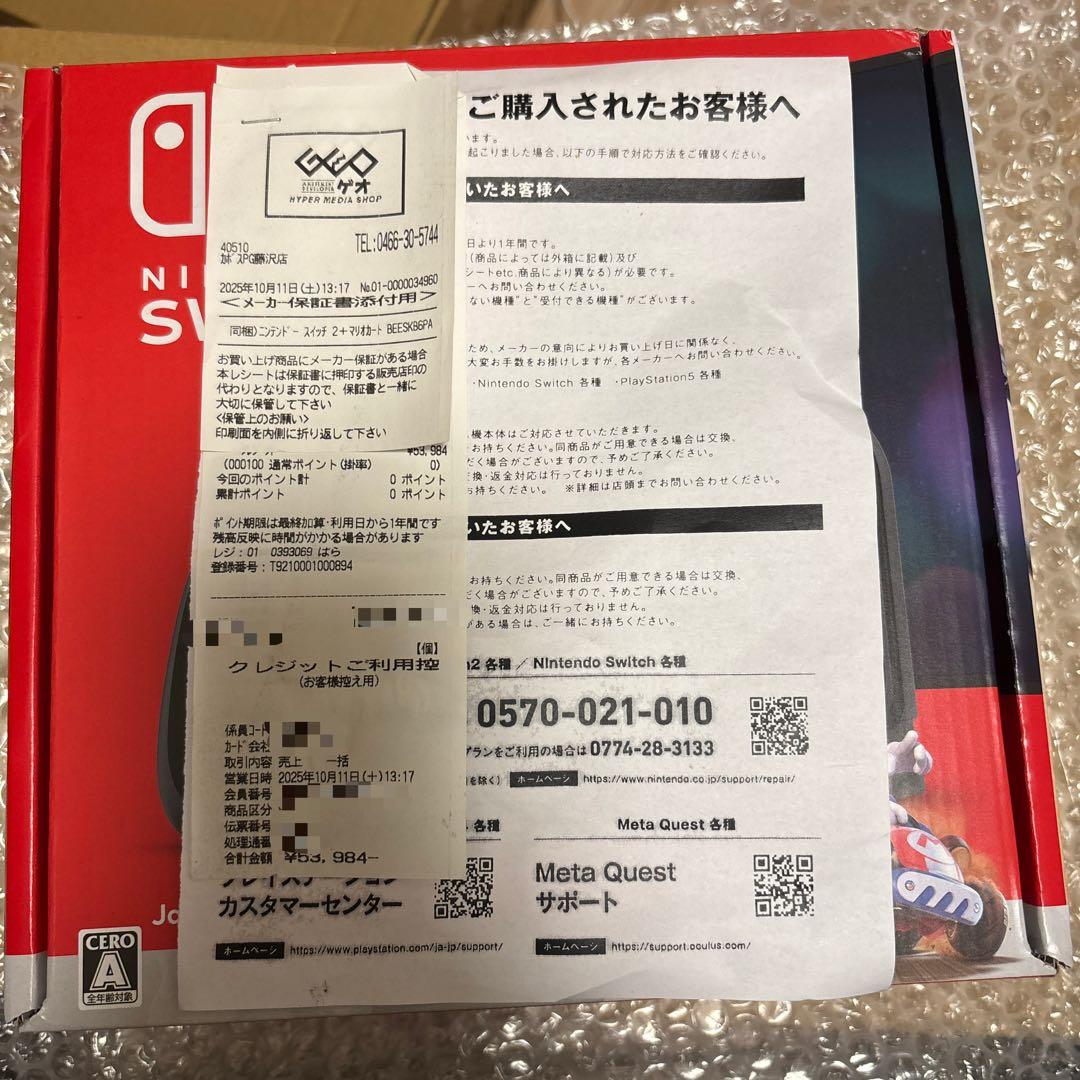 NI
SW
Jo
CERO
A
全年齢対象
GEO
AMUSEMENT DEVELOPER ゲオ
HYPER MEDIA SHOP
40510
TEL:0466-30-5744
ｶﾎﾞｽPG藤沢店
2025年10月11日(土)13:17 №01-0000034960
<メーカー保証書添付用>
同梱)ニンテンドー スイッチ 2+マリオカート BEESKB6PA
お買い上げ商品にメーカー保証がある場合
本レシートは保証書に押印する販売店印の
代わりとなりますので、保証書と一緒に
大切に保管して下さい
<保管上のお願い>
印刷面を内側に折り返して下さい
¥53,984
(000100 通常ポイント(掛率) 0)
今回のポイント計 0 ポイント
累計ポイント 0 ポイント
ﾎﾟｲﾝﾄ期限は最終加算・利用日から1年間です
残高反映に時間がかかる場合があります
レジ:01 0393069 はら
登録番号:T9210001000894
【個】
クレジットご利用控
(お客様控え用)
係員コード
カード会社
取引内容 売上 一括
営業日時 2025年10月11日(土)13:17
会員番号
商品区分
伝票番号
処理通番
合計金額 ¥53,984-
ご購入されたお客様へ
います。
起こりました場合、以下の手順で対応方法をご確認ください。
いたお客様へ
日より1年間です。
(商品によっては外箱に記載)及び
シートetc.商品により異なる)が必要です。
ーへお問い合わせください。
ない機種"と"受付できる機種"がございます。
ため、メーカーの意向によりお買い上げ日に関係なく、
大変お手数をお掛けしますが、各メーカーへお問い合わせください。
・Nintendo Switch 各種 ・PlayStation5 各種
機本体はご対応させていただきます。
お持ちください。同商品がご用意できる場合は交換、
だく場合がございますので、予めご了承ください。
換・返金対応は行っておりません。
お持ちください。 ※詳細は店頭までお問い合わせください。
いたお客様へ
お持ちください。同商品がご用意できる場合は交換、
だく場合がございますので、予めご了承ください。
換・返金対応は行っておりません。
がある場合は、ご一緒にお持ちください。
2 各種 / NIntendo Switch 各種
0570-021-010
プランをご利用の場合は 0774-28-3133
を除く) ホームページ https://www.nintendo.co.jp/support/repair/
各種
プレイステーション
カスタマーセンター
ホームページ https://www.playstation.com/ja-jp/support/
Meta Quest 各種
Meta Quest
サポート
ホームページ https://support.oculus.com/